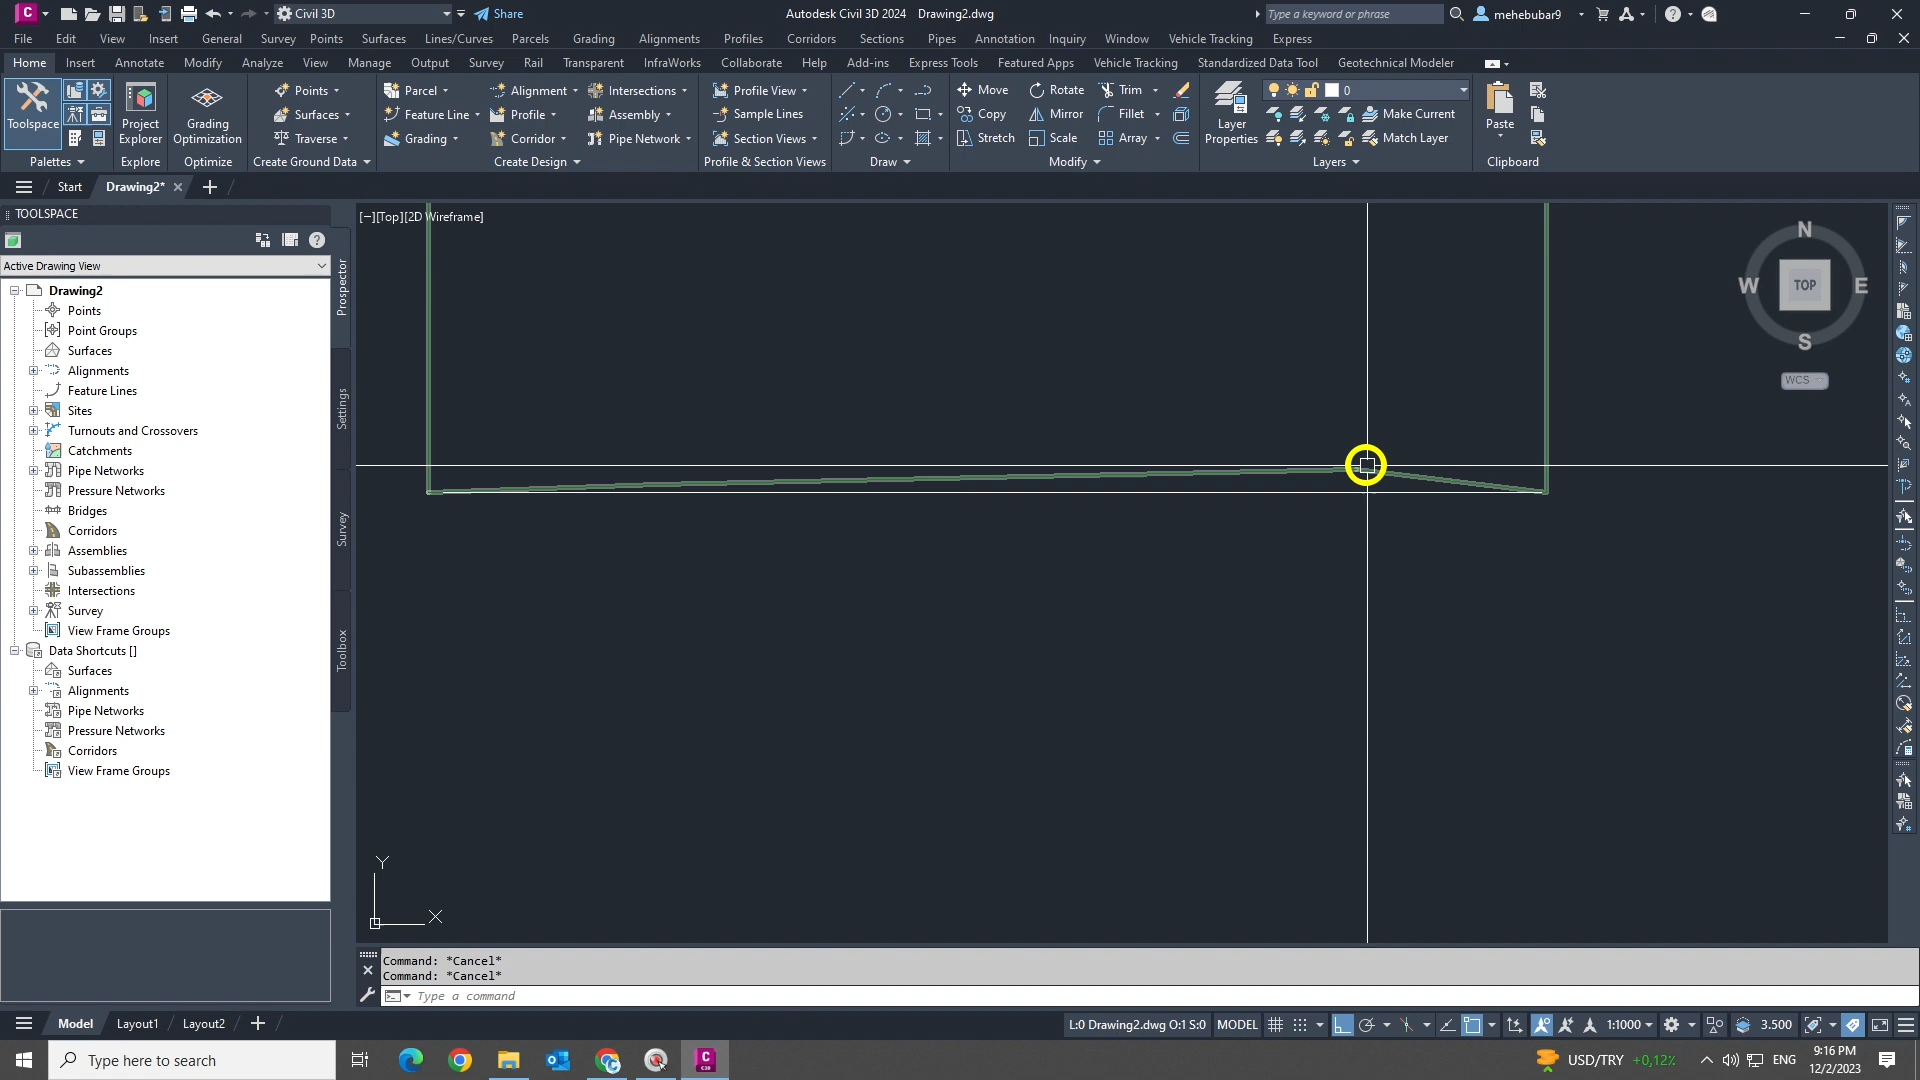 Civil 3D
Share
Autodesk Civil 3D 2024 Drawing2.dwg
Type a keyword or phrase
mehebubar9
File Edit View Insert General Survey Points Surfaces Lines/Curves Parcels Grading Alignments Profiles Corridors Sections Pipes Annotation Inquiry Window Vehicle Tracking Express
Home Insert Annotate Modify Analyze View Manage Output Survey Rail Transparent InfraWorks Collaborate Help Add-ins Express Tools Featured Apps Vehicle Tracking Standardized Data Tool Geotechnical Modeler
Points Parcel Alignment Intersections Profile View Move Rotate Trim 0
Toolspace Project Explorer Grading Optimization Surfaces Feature Line Profile Assembly Sample Lines Copy Mirror Fillet Layer Properties Make Current Paste
Traverse Grading Corridor Pipe Network Section Views Stretch Scale Array Match Layer
Palettes Explore Optimize Create Ground Data Create Design Profile & Section Views Draw Modify Layers Clipboard
Start Drawing2*
TOOLSPACE
Active Drawing View
Drawing2
Points
Point Groups
Surfaces
Alignments
Feature Lines
Sites
Turnouts and Crossovers
Catchments
Pipe Networks
Pressure Networks
Bridges
Corridors
Assemblies
Subassemblies
Intersections
Survey
View Frame Groups
Data Shortcuts []
Surfaces
Alignments
Pipe Networks
Pressure Networks
Corridors
View Frame Groups
Prospector
Settings
Survey
Toolbox
[−][Top][2D Wireframe]
N
W TOP E
S
WCS
Y
X
Command: *Cancel*
Command: *Cancel*
Type a command
Model Layout1 Layout2
L:0 Drawing2.dwg O:1 S:0 MODEL 1:1000 3.500
Type here to search
USD/TRY +0,12%
ENG
9:16 PM
12/2/2023